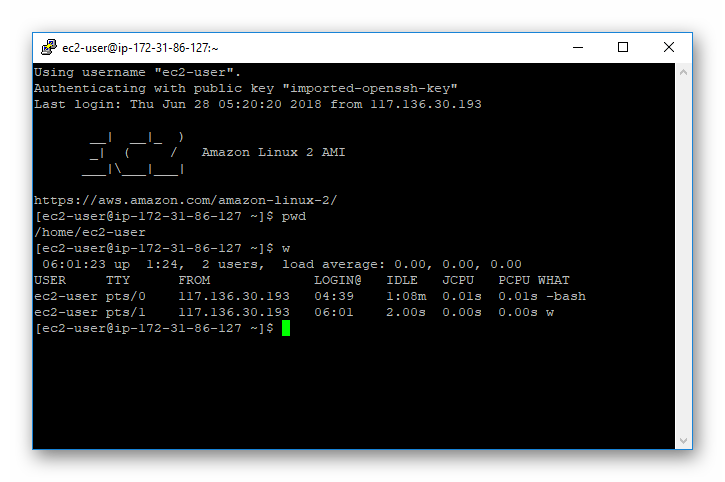 ec2-user@ip-172-31-86-127:~
Using username "ec2-user".
Authenticating with public key "imported-openssh-key"
Last login: Thu Jun 28 05:20:20 2018 from 117.136.30.193

       __|  __|_  )
       _|  (     /   Amazon Linux 2 AMI
      ___|\___|___|

https://aws.amazon.com/amazon-linux-2/
[ec2-user@ip-172-31-86-127 ~]$ pwd
/home/ec2-user
[ec2-user@ip-172-31-86-127 ~]$ w
 06:01:23 up  1:24,  2 users,  load average: 0.00, 0.00, 0.00
USER     TTY      FROM             LOGIN@   IDLE   JCPU   PCPU WHAT
ec2-user pts/0    117.136.30.193   04:39    1:08m  0.01s  0.01s -bash
ec2-user pts/1    117.136.30.193   06:01    2.00s  0.00s  0.00s w
[ec2-user@ip-172-31-86-127 ~]$